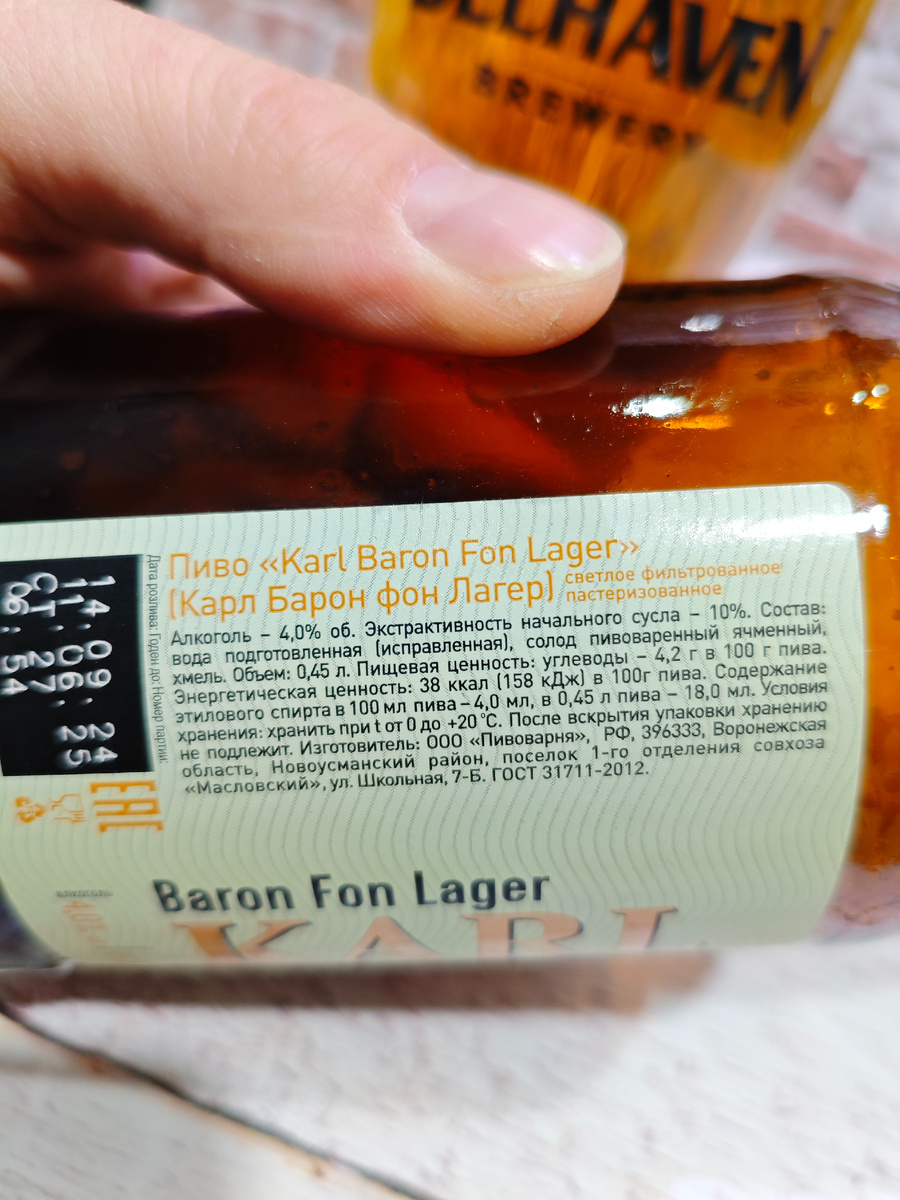 BELHAVEN
BREWERY
Пиво «Karl Baron Fon Lager»
(Карл Барон фон Лагер) светлое фильтрованное
пастеризованное
Алкоголь – 4,0% об. Экстрактивность начального сусла – 10%. Состав:
вода подготовленная (исправленная), солод пивоваренный ячменный,
хмель. Объем: 0,45 л. Пищевая ценность: углеводы – 4,2 г в 100 г пива.
Энергетическая ценность: 38 ккал (158 кДж) в 100г пива. Содержание
этилового спирта в 100 мл пива – 4,0 мл, в 0,45 л пива – 18,0 мл. Условия
хранения: хранить при t от 0 до +20°C. После вскрытия упаковки хранению
не подлежит. Изготовитель: ООО «Пивоварня», РФ, 396333, Воронежская
область, Новоусманский район, поселок 1-го отделения совхоза
«Масловский», ул. Школьная, 7-Б. ГОСТ 31711-2012.
Дата розлива: Годен до: Номер партии:
14. 09. 24
11. 06. 25
EAC
алкоголь
Baron Fon Lager
KARL